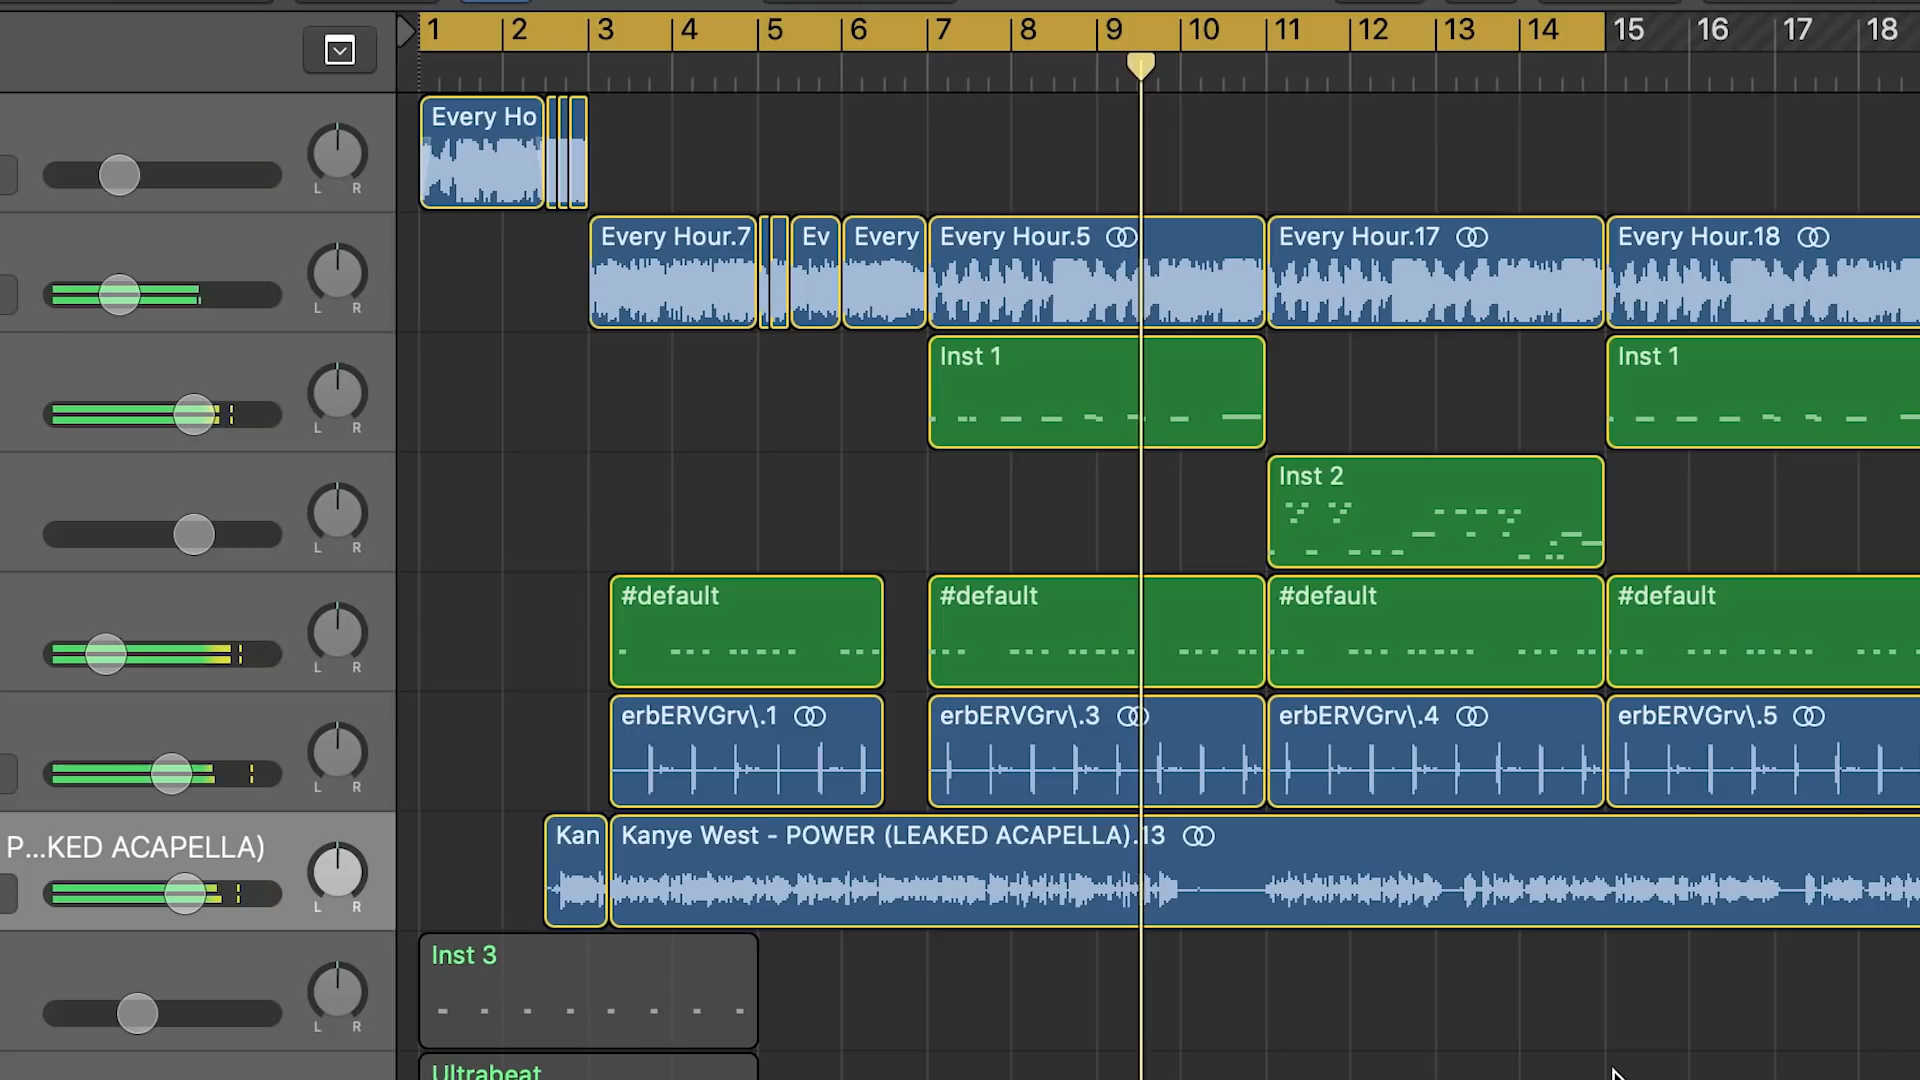 1 2 3 4 5 6 7 8 9 10 11 12 13 14 15 16 17 18
Every Ho
L R
Every Hour.7 Ev Every Every Hour.5 Every Hour.17 Every Hour.18
L R
Inst 1 Inst 1
L R
Inst 2
L R
#default #default #default #default
L R
erbERVGrv\.1 erbERVGrv\.3 erbERVGrv\.4 erbERVGrv\.5
L R
P...KED ACAPELLA) Kan Kanye West - POWER (LEAKED ACAPELLA).13
L R
Inst 3
L R
Ultrabeat